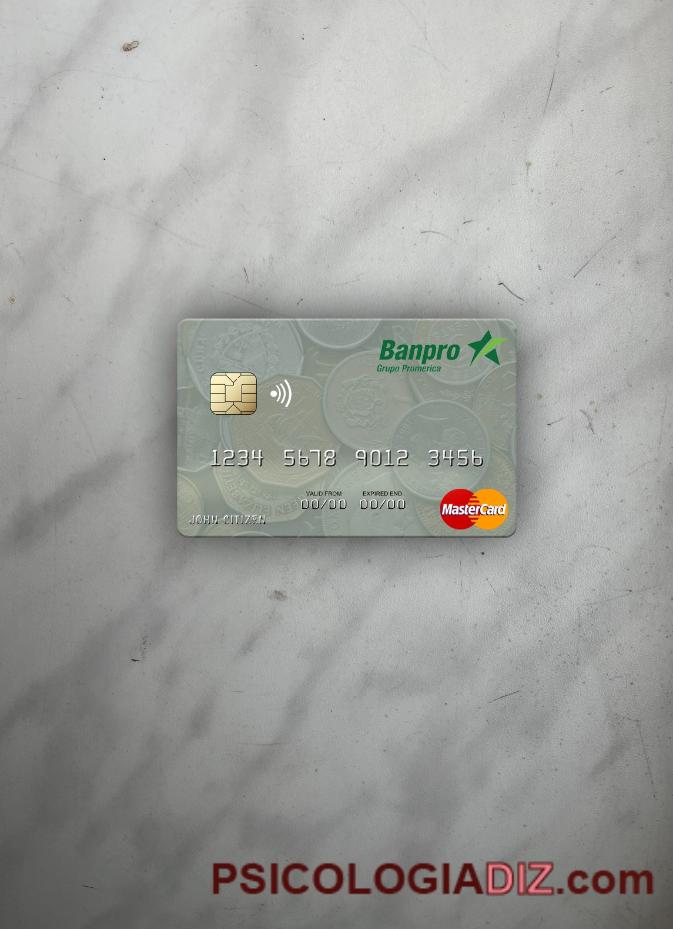 Banpro
Grupo Promerica
1234 5678 9012 3456
VALID FROM EXPIRED END
00/00 00/00
JOHN CITIZEN
MasterCard
PSICOLOGIADIZ.com